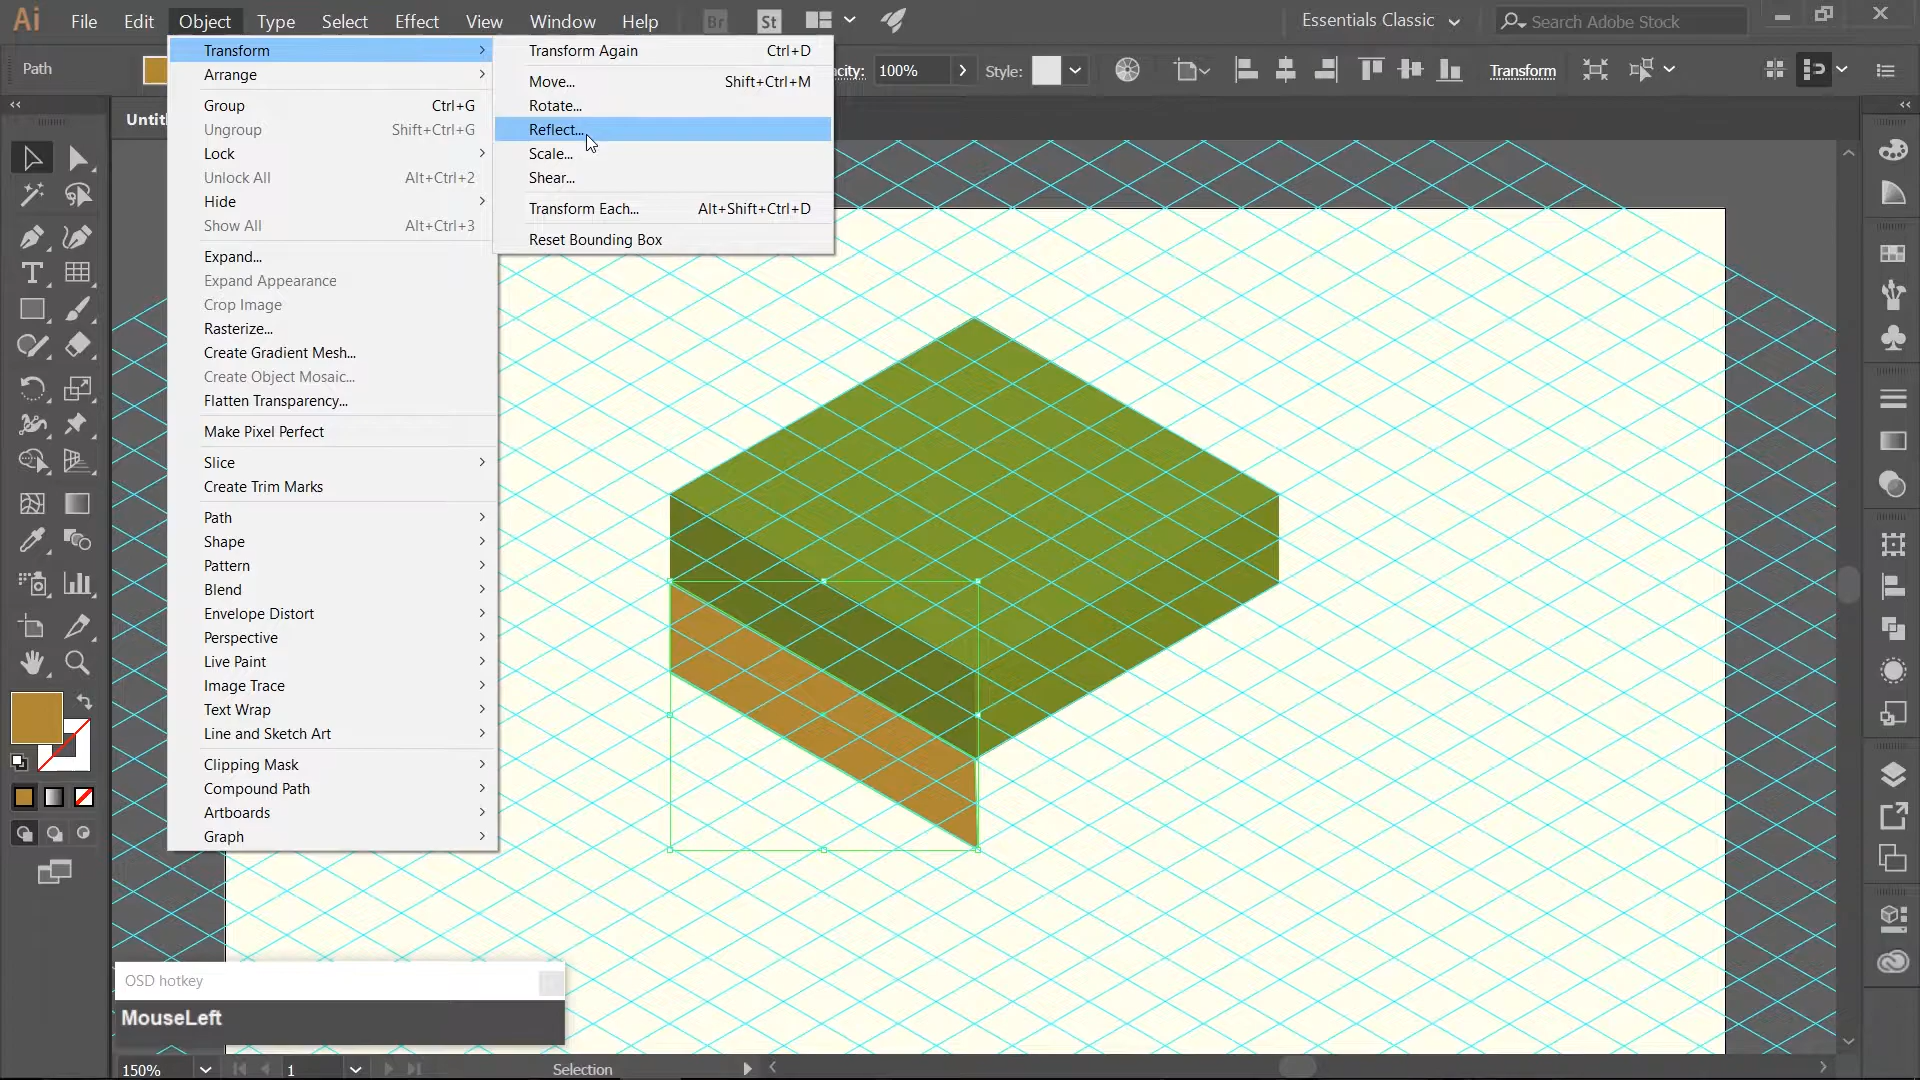 Ai File Edit Object Type Select Effect View Window Help Br St Essentials Classic Search Adobe Stock
Path acity: 100% Style: Transform
Untitl
Transform
Arrange
Group Ctrl+G
Ungroup Shift+Ctrl+G
Lock
Unlock All Alt+Ctrl+2
Hide
Show All Alt+Ctrl+3
Expand...
Expand Appearance
Crop Image
Rasterize...
Create Gradient Mesh...
Create Object Mosaic...
Flatten Transparency...
Make Pixel Perfect
Slice
Create Trim Marks
Path
Shape
Pattern
Blend
Envelope Distort
Perspective
Live Paint
Image Trace
Text Wrap
Line and Sketch Art
Clipping Mask
Compound Path
Artboards
Graph
Transform Again Ctrl+D
Move... Shift+Ctrl+M
Rotate...
Reflect...
Scale...
Shear...
Transform Each... Alt+Shift+Ctrl+D
Reset Bounding Box
OSD hotkey
MouseLeft
150% 1 Selection